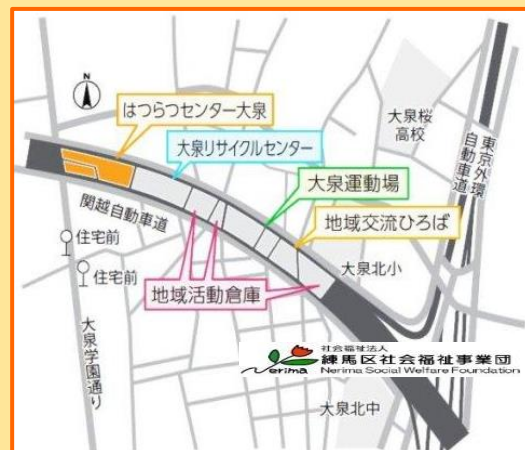 N
はつらつセンター大泉
大泉リサイクルセンター
大泉桜
高校
東京外環
自動車道
大泉運動場
関越自動車道
地域交流ひろば
住宅前
大泉北小
住宅前
地域活動倉庫
大泉学園通り
社会福祉法人
練馬区社会福祉事業団
Nerima
Nerima Social Welfare Foundation
大泉北中